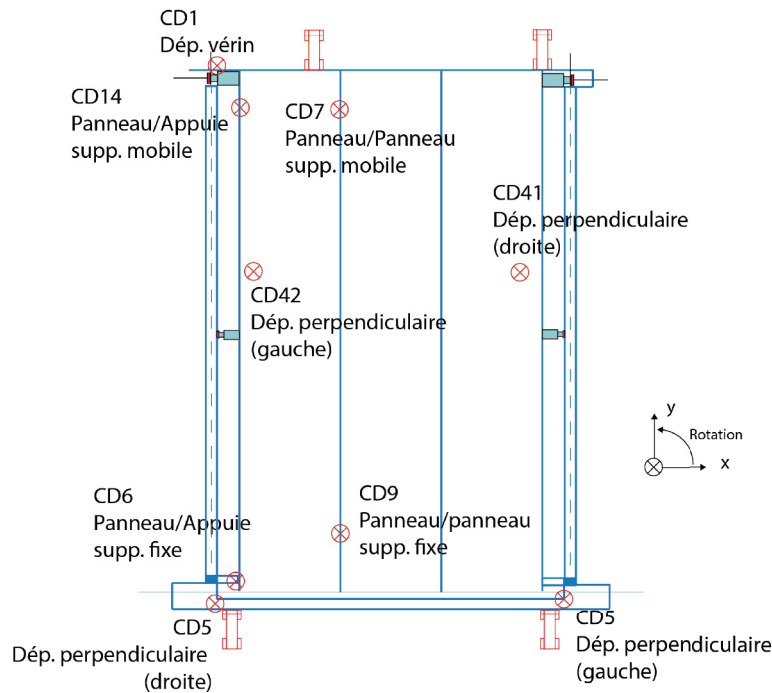 CD1
Dép. vérin
CD14
Panneau/Appuie
supp. mobile
CD7
Panneau/Panneau
supp. mobile
CD41
Dép. perpendiculaire
(droite)
CD42
Dép. perpendiculaire
(gauche)
y
Rotation
x
CD6
Panneau/Appuie
supp. fixe
CD9
Panneau/panneau
supp. fixe
CD5
Dép. perpendiculaire
(droite)
CD5
Dép. perpendiculaire
(gauche)